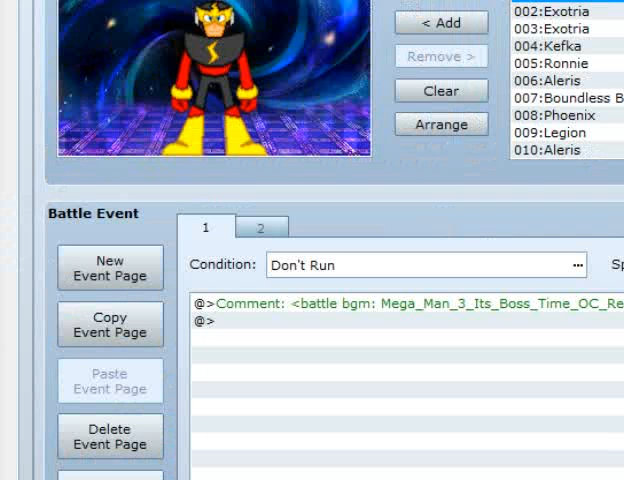 < Add
Remove >
Clear
Arrange
002:Exotria
003:Exotria
004:Kefka
005:Ronnie
006:Aleris
007:Boundless B
008:Phoenix
009:Legion
010:Aleris
Battle Event
1
2
New
Event Page
Copy
Event Page
Paste
Event Page
Delete
Event Page
Condition:
Don't Run
...
Sp
@>Comment: <battle bgm: Mega_Man_3_Its_Boss_Time_OC_Re
@>